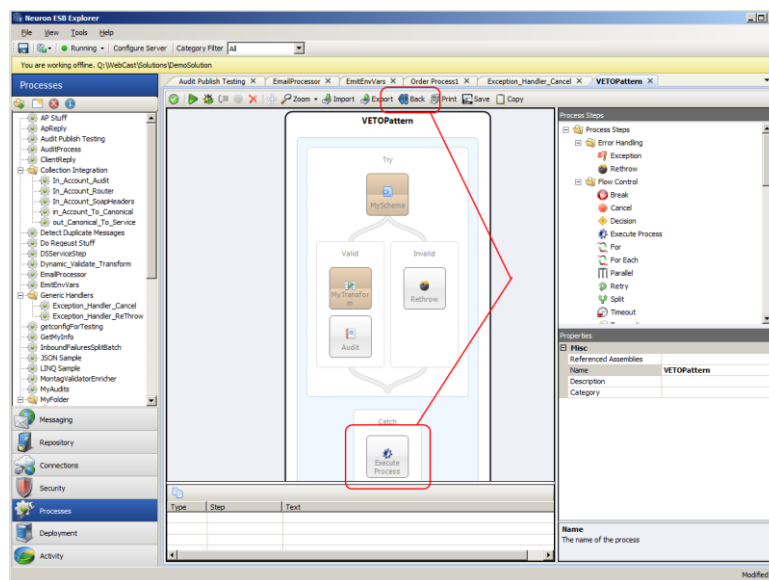 Neuron ESB Explorer
File View Tools Help
Running Configure Server Category Filter All
You are working offline. Q:\WebCast\Solutions\DemoSolution
Processes
AP Stuff
ApReply
Audit Publish Testing
AuditProcess
ClientReply
Collection Integration
In_Account_Audit
In_Account_Router
In_Account_SoapHeaders
in_Account_To_Canonical
out_Canonical_To_Service
Detect Duplicate Messages
Do Reqeust Stuff
DSServiceStep
Dynamic_Validate_Transform
EmailProcessor
EmitEnvVars
Generic Handlers
Exception_Handler_Cancel
Exception_Handler_ReThrow
getconfigForTesting
GetMyInfo
InboundFailuresSplitBatch
JSON Sample
LINQ Sample
MontagValidatorEnricher
MyAudits
MyFolder
Messaging
Repository
Connections
Security
Processes
Deployment
Activity
Audit Publish Testing X EmailProcessor X EmitEnvVars X Order Process1 X Exception_Handler_Cancel X VETOPattern X
Zoom Import Export Back Print Save Copy
VETOPattern
Try
MySchema
Valid Invalid
MyTransfor
m
Rethrow
Audit
Catch
Execute
Process
Type Step Text
Process Steps
Process Steps
Error Handling
Exception
Rethrow
Flow Control
Break
Cancel
Decision
Execute Process
For
For Each
Parallel
Retry
Split
Timeout
Properties
Misc
Referenced Assemblies
Name VETOPattern
Description
Category
Name
The name of the process
Modified